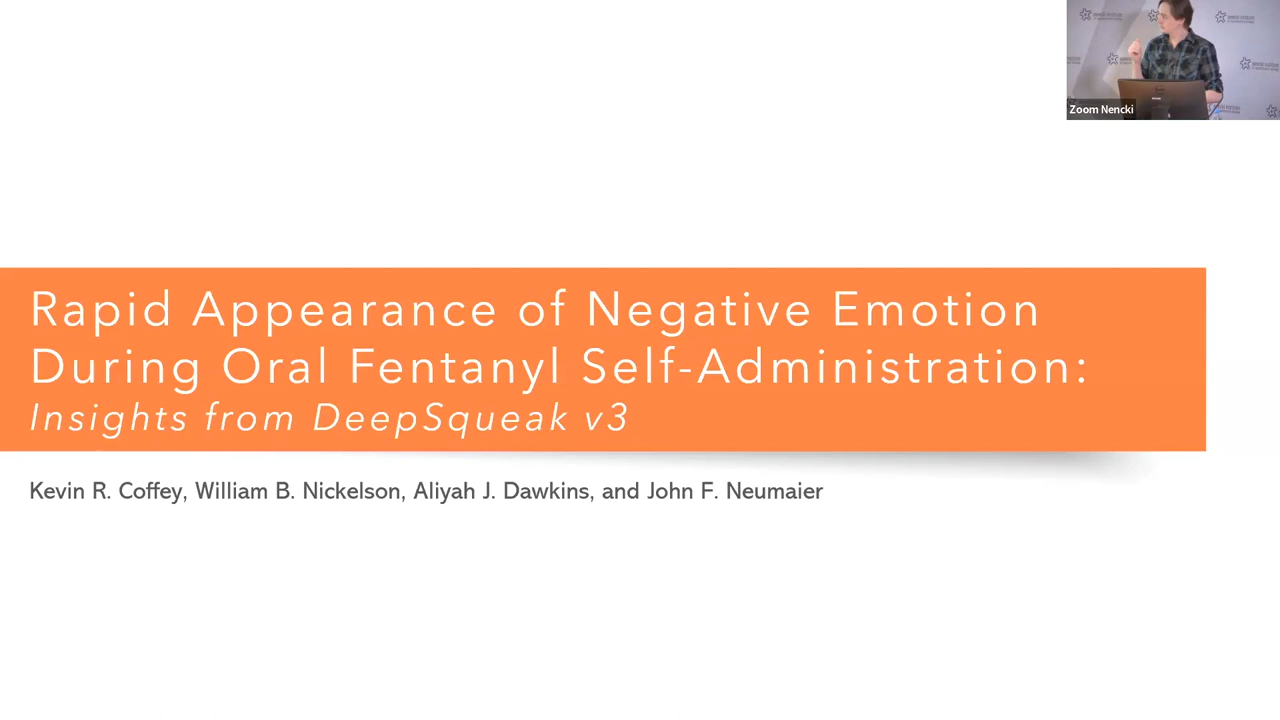 Zoom Nencki
Rapid Appearance of Negative Emotion
During Oral Fentanyl Self-Administration:
Insights from DeepSqueak v3
Kevin R. Coffey, William B. Nickelson, Aliyah J. Dawkins, and John F. Neumaier